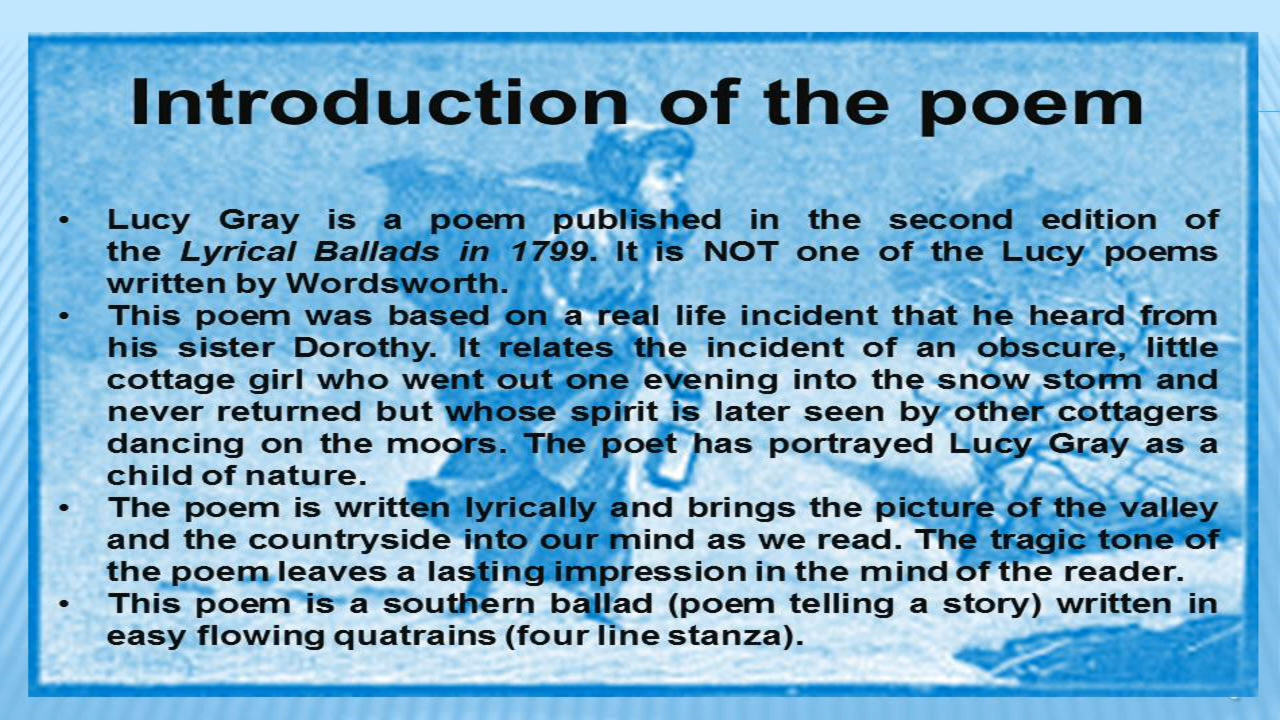 Introduction of the poem
• Lucy Gray is a poem published in the second edition of
the Lyrical Ballads in 1799. It is NOT one of the Lucy poems
written by Wordsworth.
• This poem was based on a real life incident that he heard from
his sister Dorothy. It relates the incident of an obscure, little
cottage girl who went out one evening into the snow storm and
never returned but whose spirit is later seen by other cottagers
dancing on the moors. The poet has portrayed Lucy Gray as a
child of nature.
• The poem is written lyrically and brings the picture of the valley
and the countryside into our mind as we read. The tragic tone of
the poem leaves a lasting impression in the mind of the reader.
• This poem is a southern ballad (poem telling a story) written in
easy flowing quatrains (four line stanza).